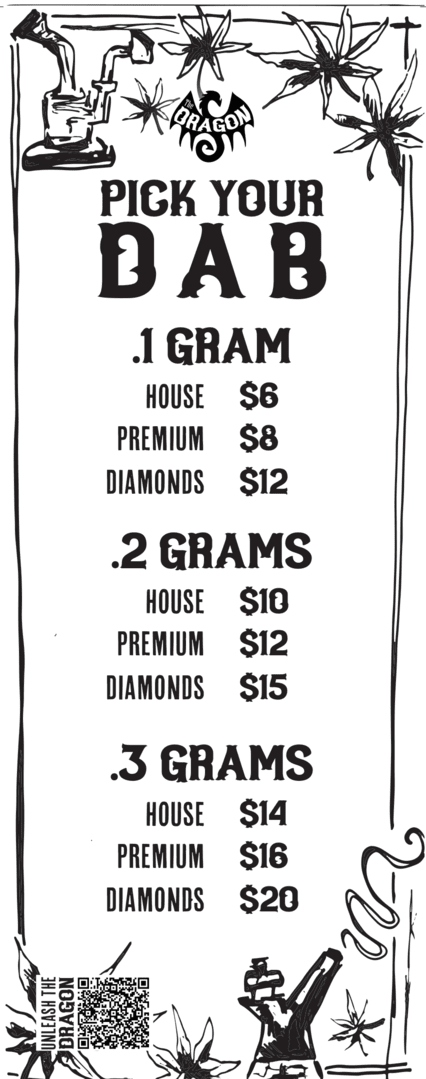 THE
DRAGON
PICK YOUR
DAB
.1 GRAM
HOUSE $6
PREMIUM $8
DIAMONDS $12
.2 GRAMS
HOUSE $10
PREMIUM $12
DIAMONDS $15
.3 GRAMS
HOUSE $14
PREMIUM $16
DIAMONDS $20
UNLEASH THE
DRAGON